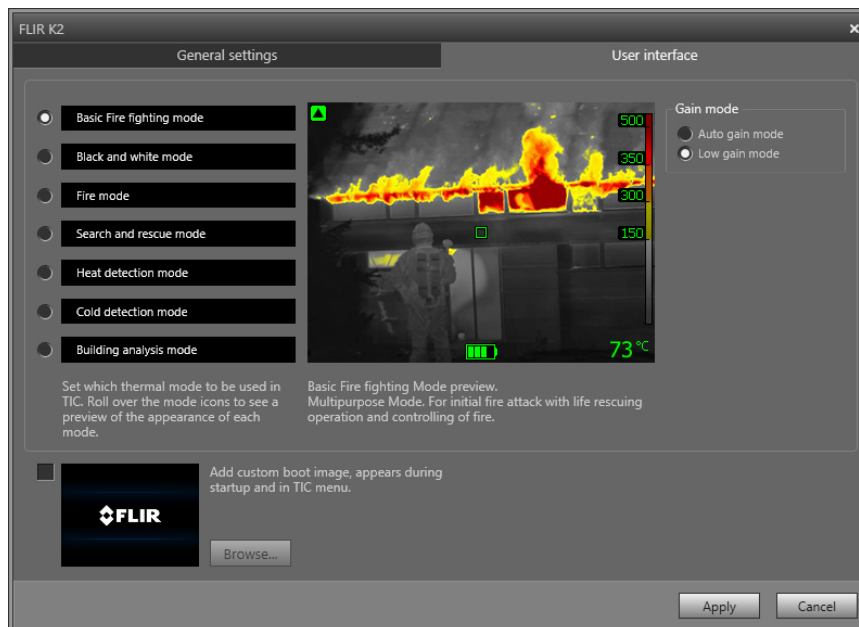 FLIR K2
General settings
User interface
Basic Fire fighting mode
Black and white mode
Fire mode
Search and rescue mode
Heat detection mode
Cold detection mode
Building analysis mode
Set which thermal mode to be used in
TIC. Roll over the mode icons to see a
preview of the appearance of each
mode.
500
350
300
150
73 °C
Basic Fire fighting Mode preview.
Multipurpose Mode. For initial fire attack with life rescuing
operation and controlling of fire.
Gain mode
Auto gain mode
Low gain mode
FLIR
Add custom boot image, appears during
startup and in TIC menu.
Browse...
Apply
Cancel